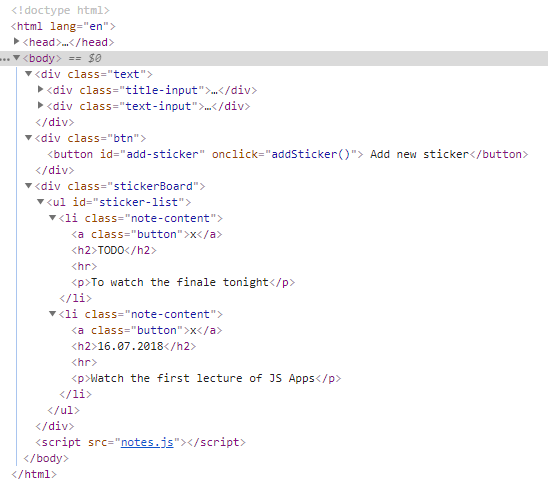 <!doctype html>
<html lang="en">
<head>…</head>
<body> == $0
<div class="text">
<div class="title-input">…</div>
<div class="text-input">…</div>
</div>
<div class="btn">
<button id="add-sticker" onclick="addSticker()"> Add new sticker</button>
</div>
<div class="stickerBoard">
<ul id="sticker-list">
<li class="note-content">
<a class="button">x</a>
<h2>TODO</h2>
<hr>
<p>To watch the finale tonight</p>
</li>
<li class="note-content">
<a class="button">x</a>
<h2>16.07.2018</h2>
<hr>
<p>Watch the first lecture of JS Apps</p>
</li>
</ul>
</div>
<script src="notes.js"></script>
</body>
</html>